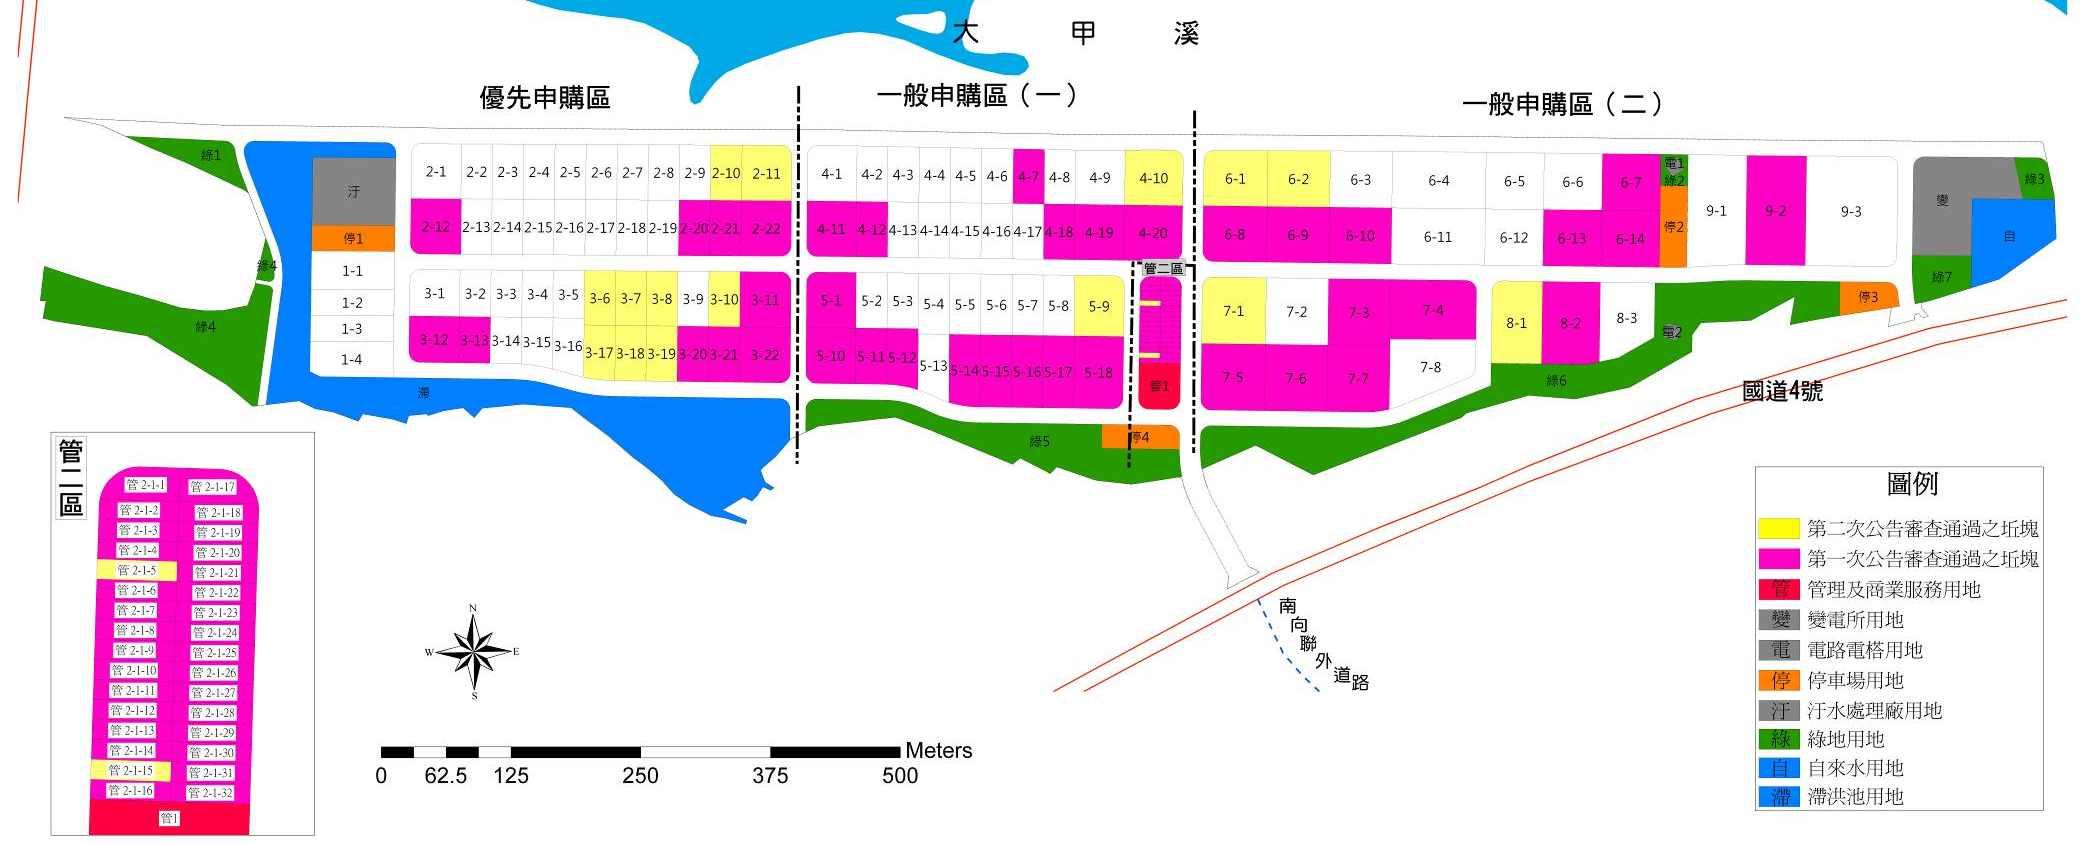 大 甲 溪
優先申購區
一般申購區（一）
一般申購區（二）
綠1
汙
停1
1-1
1-2
1-3
1-4
綠4
綠4
滯
2-1 2-2 2-3 2-4 2-5 2-6 2-7 2-8 2-9 2-10 2-11
2-12 2-13 2-14 2-15 2-16 2-17 2-18 2-19 2-20 2-21 2-22
3-1 3-2 3-3 3-4 3-5 3-6 3-7 3-8 3-9 3-10 3-11
3-12 3-13 3-14 3-15 3-16 3-17 3-18 3-19 3-20 3-21 3-22
4-1 4-2 4-3 4-4 4-5 4-6 4-7 4-8 4-9 4-10
4-11 4-12 4-13 4-14 4-15 4-16 4-17 4-18 4-19 4-20
5-1 5-2 5-3 5-4 5-5 5-6 5-7 5-8 5-9
5-10 5-11 5-12 5-13 5-14 5-15 5-16 5-17 5-18
管二區
管1
綠5
停4
6-1 6-2 6-3 6-4 6-5 6-6 6-7
6-8 6-9 6-10 6-11 6-12 6-13 6-14
電1
綠2
停2
9-1 9-2 9-3
7-1 7-2 7-3 7-4
7-5 7-6 7-7 7-8
8-1 8-2 8-3
電2
綠6
停3
變
綠3
自
綠7
國道4號
南向聯外道路
管二區
管 2-1-1 管 2-1-17
管 2-1-2 管 2-1-18
管 2-1-3 管 2-1-19
管 2-1-4 管 2-1-20
管 2-1-5 管 2-1-21
管 2-1-6 管 2-1-22
管 2-1-7 管 2-1-23
管 2-1-8 管 2-1-24
管 2-1-9 管 2-1-25
管 2-1-10 管 2-1-26
管 2-1-11 管 2-1-27
管 2-1-12 管 2-1-28
管 2-1-13 管 2-1-29
管 2-1-14 管 2-1-30
管 2-1-15 管 2-1-31
管 2-1-16 管 2-1-32
管1
N
W E
S
Meters
0 62.5 125 250 375 500
圖例
第二次公告審查通過之坵塊
第一次公告審查通過之坵塊
管 管理及商業服務用地
變 變電所用地
電 電路電塔用地
停 停車場用地
汙 汙水處理廠用地
綠 綠地用地
自 自來水用地
滯 滯洪池用地